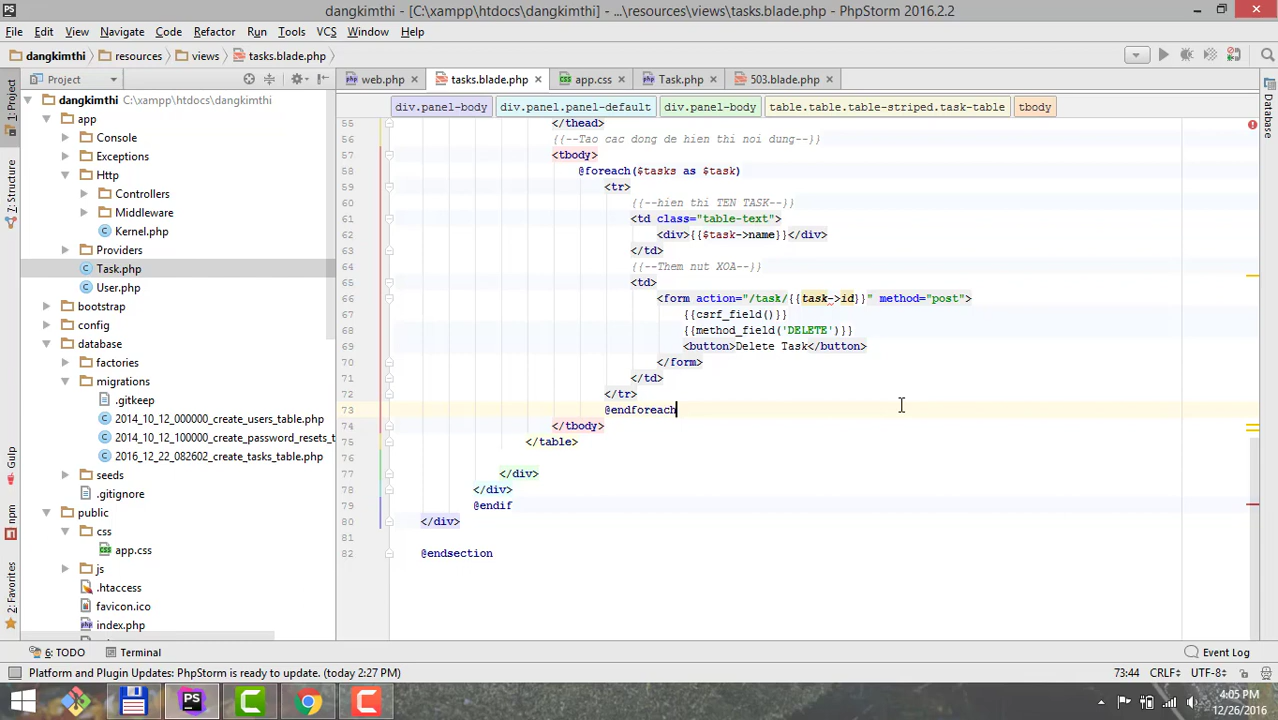 dangkimthi - [C:\xampp\htdocs\dangkimthi] - ...\resources\views\tasks.blade.php - PhpStorm 2016.2.2
File Edit View Navigate Code Refactor Run Tools VCS Window Help
dangkimthi resources views tasks.blade.php
Project web.php tasks.blade.php app.css Task.php 503.blade.php
1: Project
7: Structure
Gulp
npm
2: Favorites
Database
dangkimthi C:\xampp\htdocs\dangkimthi
app
Console
Exceptions
Http
Controllers
Middleware
Kernel.php
Providers
Task.php
User.php
bootstrap
config
database
factories
migrations
.gitkeep
2014_10_12_000000_create_users_table.php
2014_10_12_100000_create_password_resets_t
2016_12_22_082602_create_tasks_table.php
seeds
.gitignore
public
css
app.css
js
.htaccess
favicon.ico
index.php
div.panel-body div.panel.panel-default div.panel-body table.table.table-striped.task-table tbody
55 </thead>
56 {{--Tao cac dong de hien thi noi dung--}}
57 <tbody>
58 @foreach($tasks as $task)
59 <tr>
60 {{--hien thi TEN TASK--}}
61 <td class="table-text">
62 <div>{{$task->name}}</div>
63 </td>
64 {{--Them nut XOA--}}
65 <td>
66 <form action="/task/{{task->id}}" method="post">
67 {{csrf_field()}}
68 {{method_field('DELETE')}}
69 <button>Delete Task</button>
70 </form>
71 </td>
72 </tr>
73 @endforeach
74 </tbody>
75 </table>
76
77 </div>
78 </div>
79 @endif
80 </div>
81
82 @endsection
6: TODO Terminal Event Log
Platform and Plugin Updates: PhpStorm is ready to update. (today 2:27 PM) 73:44 CRLF÷ UTF-8÷
4:05 PM
12/26/2016